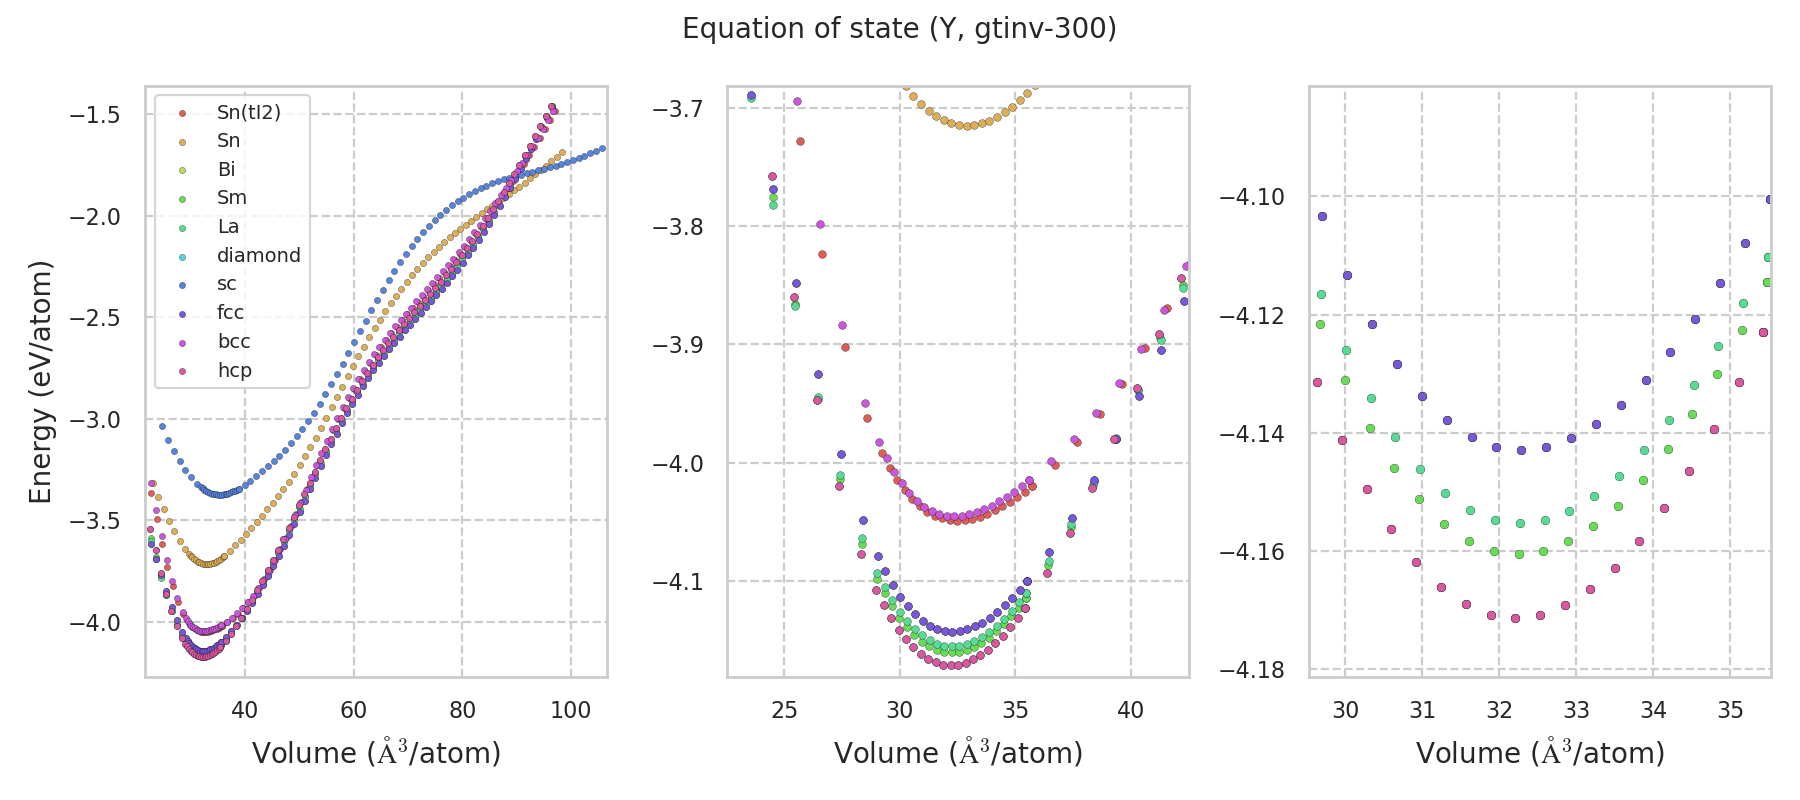 Equation of state (Y, gtinv-300)
Energy (eV/atom)
−1.5
−2.0
−2.5
−3.0
−3.5
−4.0
Sn(tI2)
Sn
Bi
Sm
La
diamond
sc
fcc
bcc
hcp
40 60 80 100
Volume (Å³/atom)
−3.7
−3.8
−3.9
−4.0
−4.1
25 30 35 40
Volume (Å³/atom)
−4.10
−4.12
−4.14
−4.16
−4.18
30 31 32 33 34 35
Volume (Å³/atom)